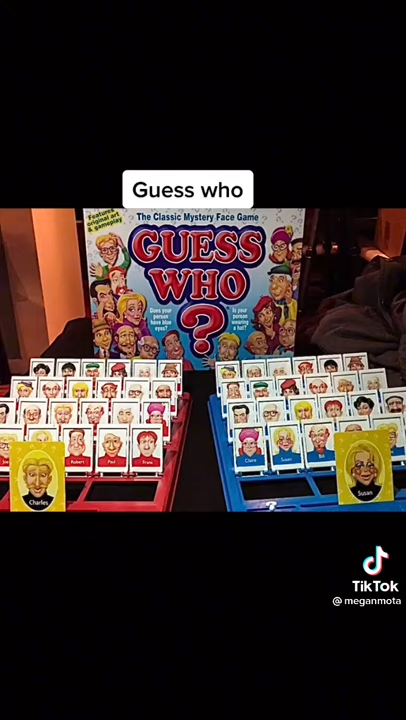 Guess who
Features
original art
& gameplay
The Classic Mystery Face Game
GUESS
WHO
?
Does your
person
have blue
eyes?
Is your
person
wearing
a hat?
Robert
Paul
Frans
Claire
Susan
Bill
Charles
Susan
TikTok
@meganmota